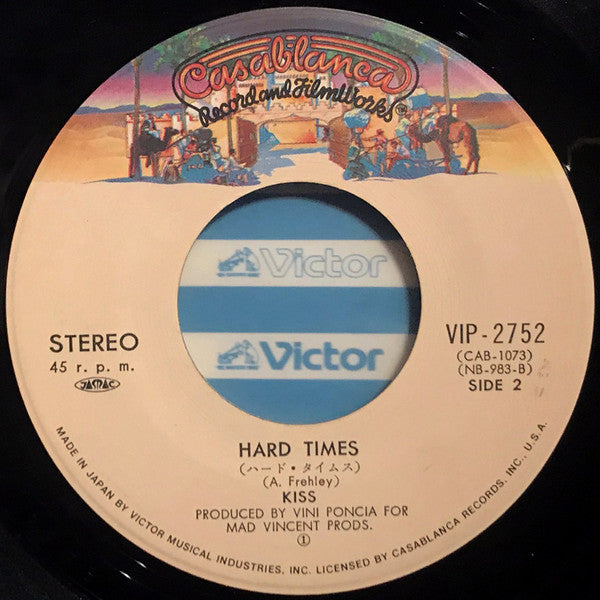 Casablanca
Record and FilmWorks®
Victor
Victor
STEREO
45 r. p. m.
JASRAC
VIP-2752
(CAB-1073)
(NB-983-B)
SIDE 2
HARD TIMES
(ハード・タイムス)
(A. Frehley)
KISS
PRODUCED BY VINI PONCIA FOR
MAD VINCENT PRODS.
①
MADE IN JAPAN BY VICTOR MUSICAL INDUSTRIES, INC. LICENSED BY CASABLANCA RECORDS, INC., U.S.A.